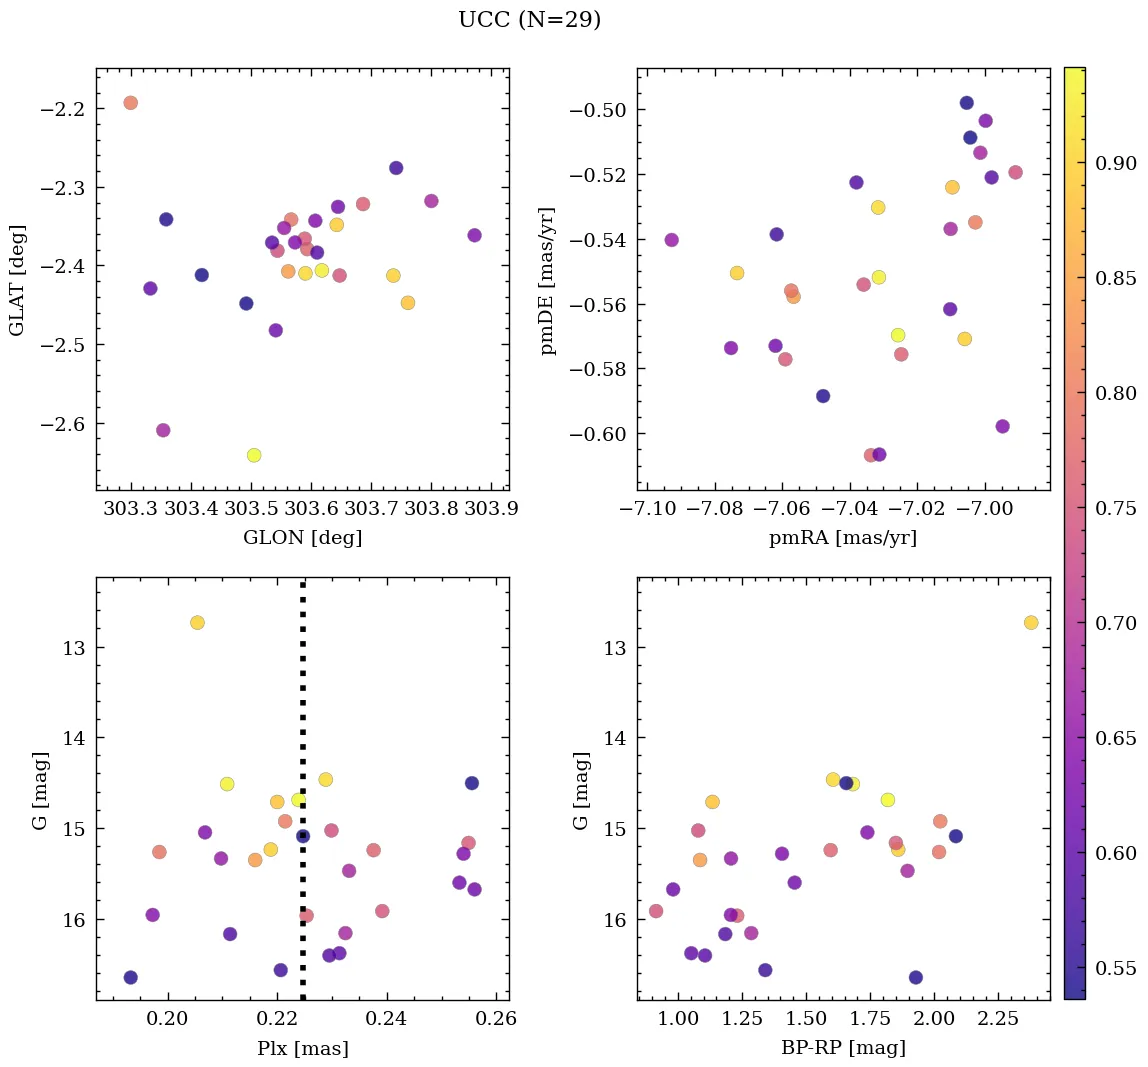 UCC (N=29)
−2.2
−2.3
−2.4
−2.5
−2.6
GLAT [deg]
303.3 303.4 303.5 303.6 303.7 303.8 303.9
GLON [deg]
−0.50
−0.52
−0.54
−0.56
−0.58
−0.60
pmDE [mas/yr]
−7.10 −7.08 −7.06 −7.04 −7.02 −7.00
pmRA [mas/yr]
13
14
15
16
G [mag]
0.20 0.22 0.24 0.26
Plx [mas]
13
14
15
16
G [mag]
1.00 1.25 1.50 1.75 2.00 2.25
BP-RP [mag]
0.90
0.85
0.80
0.75
0.70
0.65
0.60
0.55